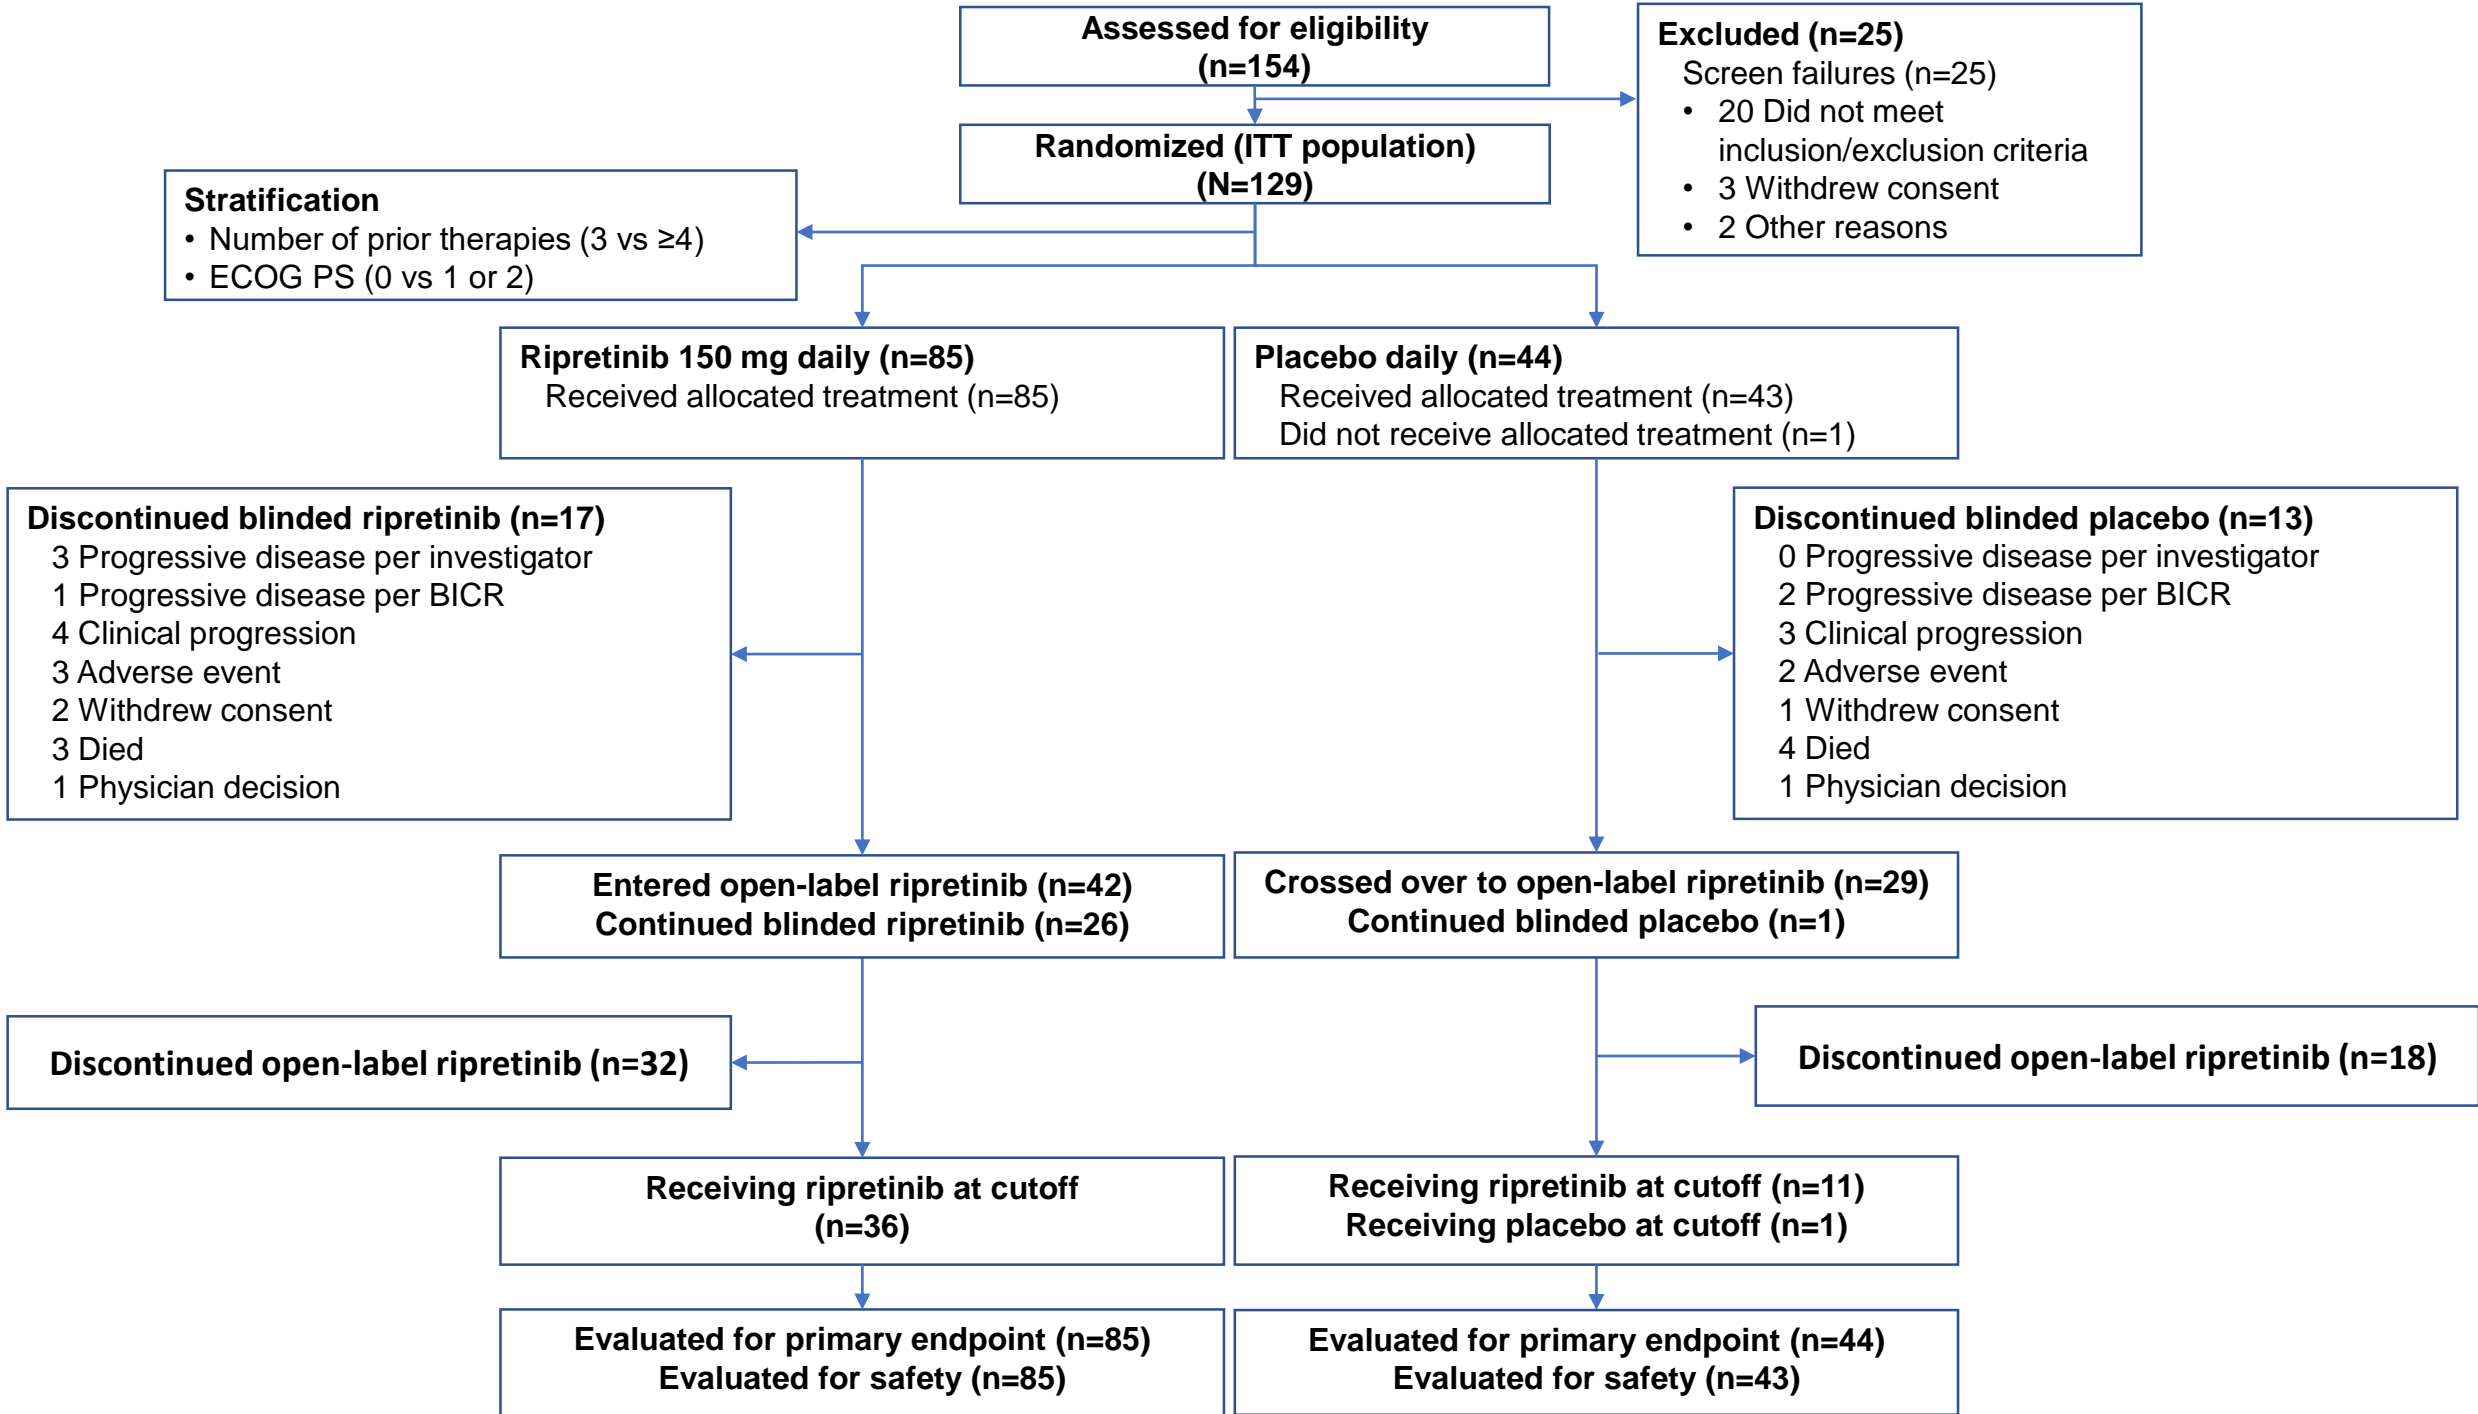 Assessed for eligibility
(n=154)
Excluded (n=25)
Screen failures (n=25)
• 20 Did not meet
inclusion/exclusion criteria
• 3 Withdrew consent
• 2 Other reasons
Randomized (ITT population)
(N=129)
Stratification
• Number of prior therapies (3 vs ≥4)
• ECOG PS (0 vs 1 or 2)
Ripretinib 150 mg daily (n=85)
Received allocated treatment (n=85)
Placebo daily (n=44)
Received allocated treatment (n=43)
Did not receive allocated treatment (n=1)
Discontinued blinded ripretinib (n=17)
3 Progressive disease per investigator
1 Progressive disease per BICR
4 Clinical progression
3 Adverse event
2 Withdrew consent
3 Died
1 Physician decision
Discontinued blinded placebo (n=13)
0 Progressive disease per investigator
2 Progressive disease per BICR
3 Clinical progression
2 Adverse event
1 Withdrew consent
4 Died
1 Physician decision
Entered open-label ripretinib (n=42)
Continued blinded ripretinib (n=26)
Crossed over to open-label ripretinib (n=29)
Continued blinded placebo (n=1)
Discontinued open-label ripretinib (n=32)
Discontinued open-label ripretinib (n=18)
Receiving ripretinib at cutoff
(n=36)
Receiving ripretinib at cutoff (n=11)
Receiving placebo at cutoff (n=1)
Evaluated for primary endpoint (n=85)
Evaluated for safety (n=85)
Evaluated for primary endpoint (n=44)
Evaluated for safety (n=43)